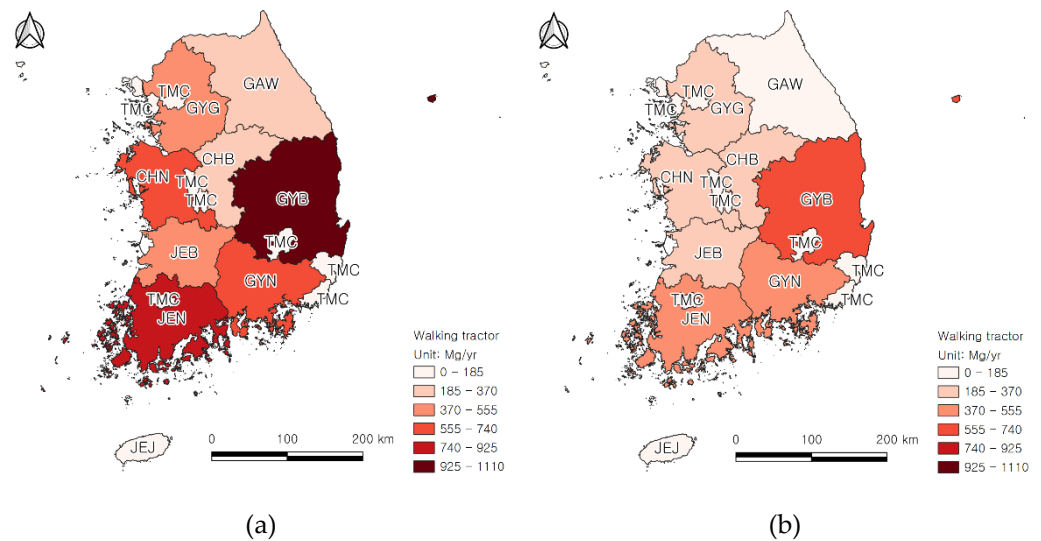 GAW
TMC
TMC
GYG
CHB
CHN
TMC
TMC
GYB
TMC
JEB
TMC
GYN
TMC
TMC
JEN
JEJ
Walking tractor
Unit: Mg/yr
0 - 185
185 - 370
370 - 555
555 - 740
740 - 925
925 - 1110
0 100 200 km
(a)
GAW
TMC
TMC
GYG
CHB
CHN
TMC
TMC
GYB
TMC
JEB
TMC
GYN
TMC
TMC
JEN
JEJ
Walking tractor
Unit: Mg/yr
0 - 185
185 - 370
370 - 555
555 - 740
740 - 925
925 - 1110
0 100 200 km
(b)